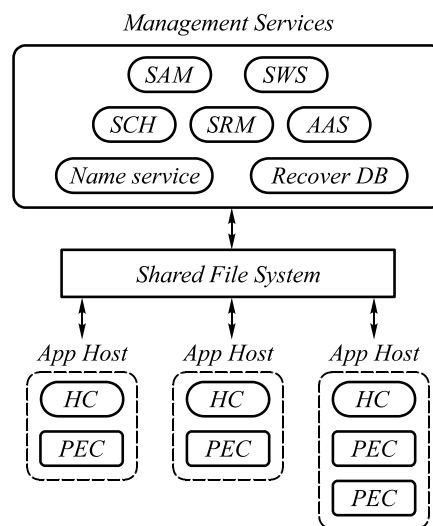 Management Services
SAM SWS
SCH SRM AAS
Name service Recover DB
Shared File System
App Host App Host App Host
HC HC HC
PEC PEC PEC
PEC